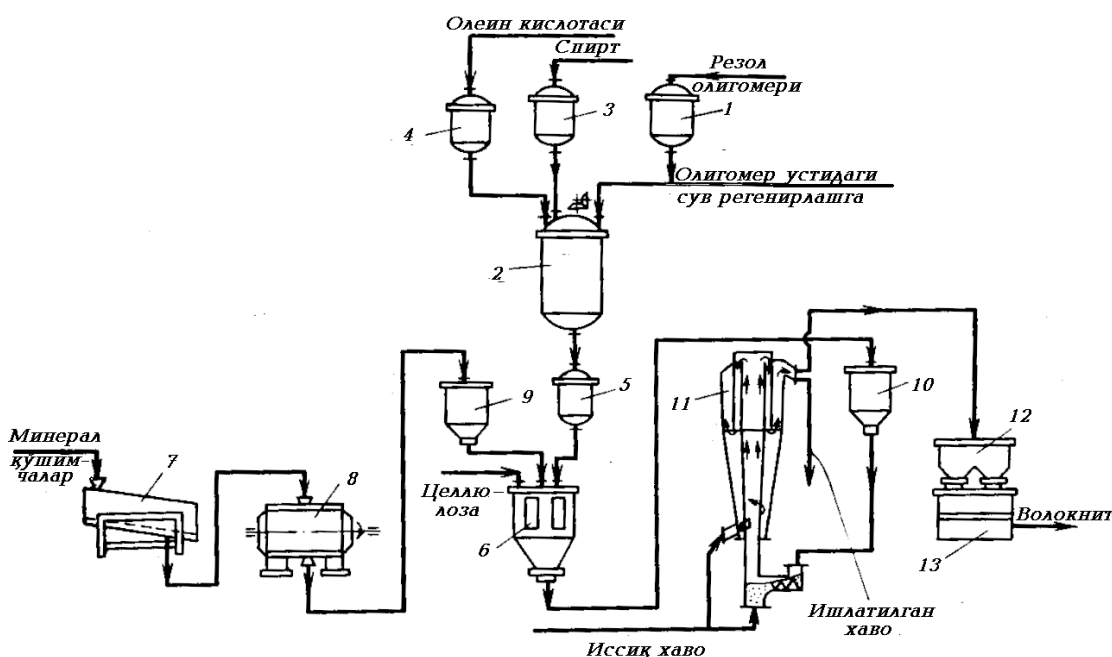 Олеин кислотаси
Спирт
Резол
олигомери
4
3
1
Олигомер устидаги
сув регенирлашга
2
9
5
11
10
12
Минерал
қўшим-
чалар
7
8
Целлю-
лоза
6
Волокнит
13
Ишлатилган
хаво
Иссиқ хаво